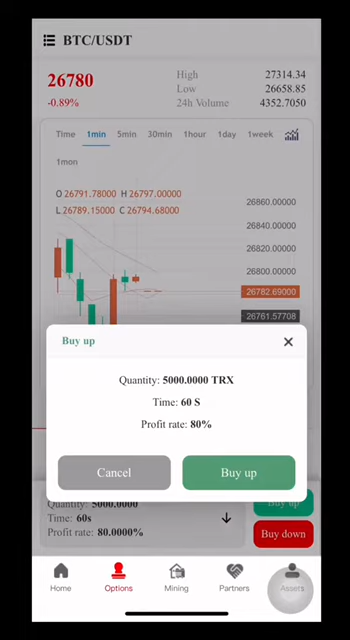 BTC/USDT
26780
-0.89%
High 27314.34
Low 26658.85
24h Volume 4352.7050
Time 1min 5min 30min 1hour 1day 1week
1mon
O 26791.78000 H 26797.00000
L 26789.15000 C 26794.68000
26860.00000
26840.00000
26820.00000
26800.00000
26782.69000
26761.57708
Buy up
Quantity: 5000.0000 TRX
Time: 60 S
Profit rate: 80%
Cancel Buy up
Quantity: 5000.0000
Time: 60s
Profit rate: 80.0000%
Buy up
Buy down
Home Options Mining Partners Assets